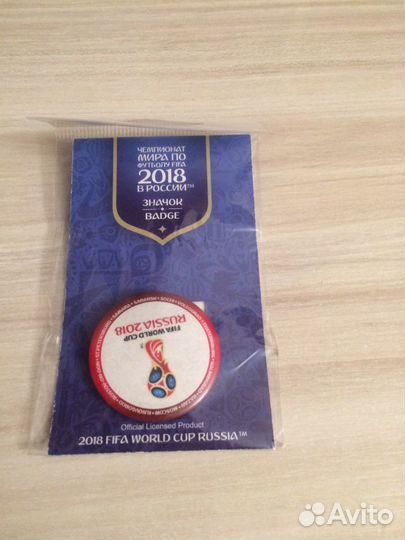 ЧЕМПИОНАТ
МИРА ПО
ФУТБОЛУ FIFA
2018
В РОССИИ™
ЗНАЧОК
BADGE
FIFA WORLD CUP
RUSSIA 2018
Official Licensed Product
2018 FIFA WORLD CUP RUSSIA™
Avito